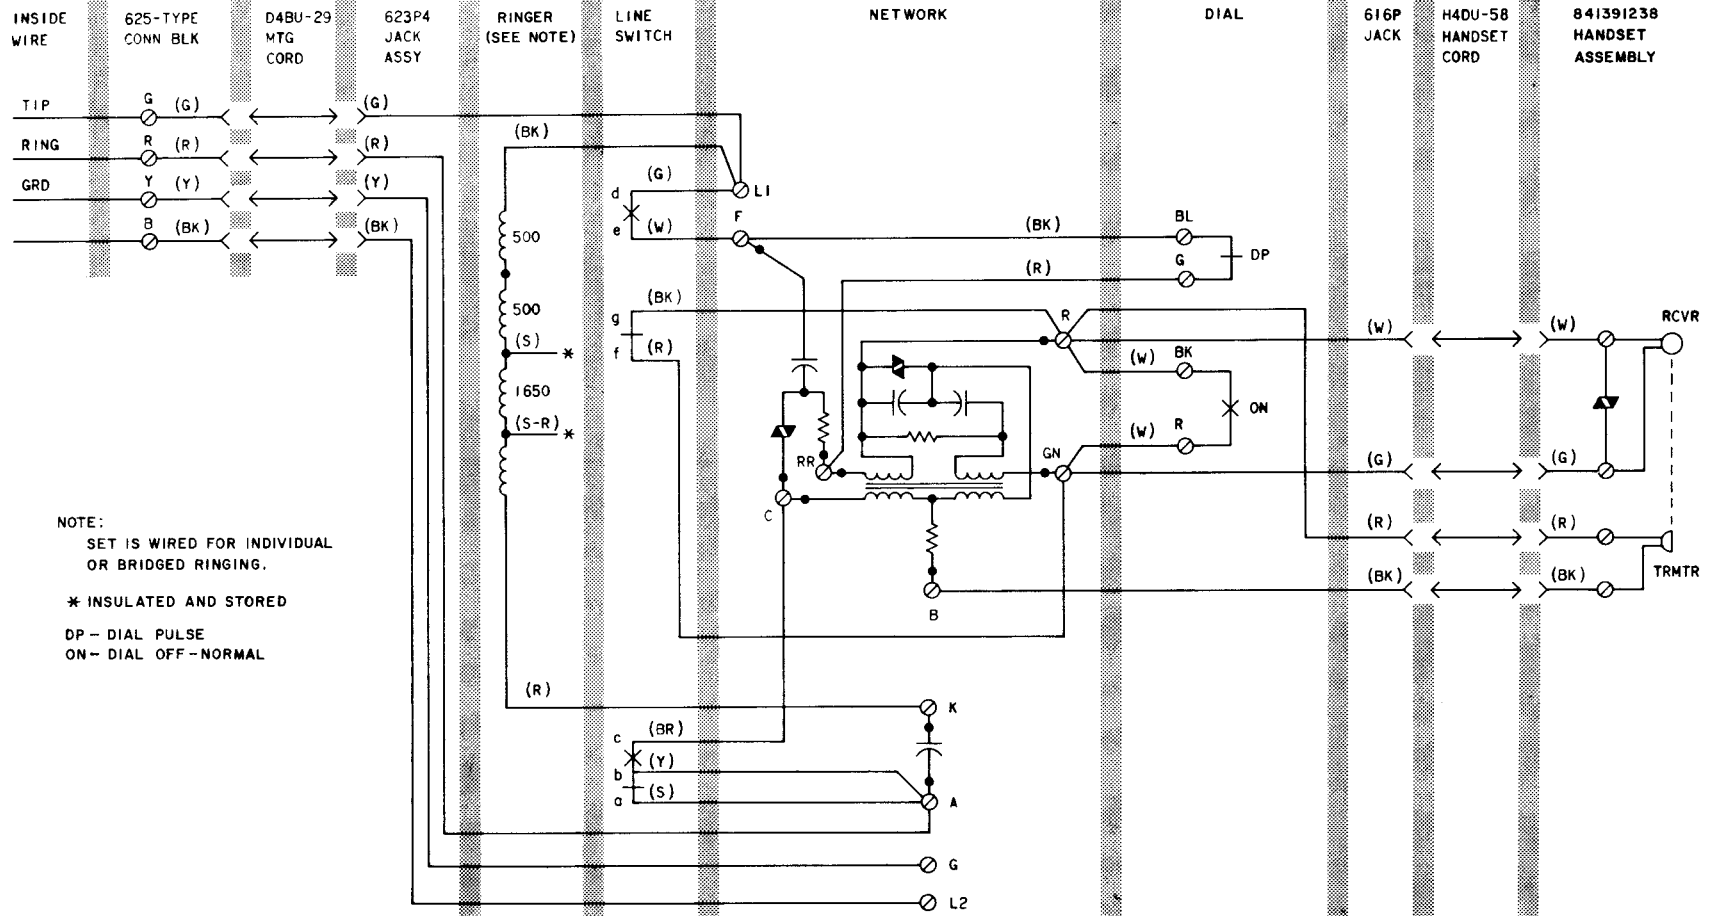 INSIDE
WIRE
625-TYPE
CONN BLK
D4BU-29
MTG
CORD
623P4
JACK
ASSY
RINGER
(SEE NOTE)
LINE
SWITCH
NETWORK
DIAL
616P
JACK
H4DU-58
HANDSET
CORD
841391238
HANDSET
ASSEMBLY
TIP
G
(G)
(G)
RING
R
(R)
(R)
GRD
Y
(Y)
(Y)
B
(BK)
(BK)
(BK)
500
500
(S)
*
1650
(S-R)
*
(R)
d
(G)
e
(W)
L1
F
g
(BK)
f
(R)
(BK)
(R)
BL
G
DP
R
(W)
BK
ON
(W)
R
GN
RR
C
B
(W)
(W)
RCVR
(G)
(G)
(R)
(R)
(BK)
(BK)
TRMTR
NOTE:
SET IS WIRED FOR INDIVIDUAL
OR BRIDGED RINGING.
* INSULATED AND STORED
DP - DIAL PULSE
ON - DIAL OFF-NORMAL
K
c
(BR)
b
(Y)
a
(S)
A
G
L2